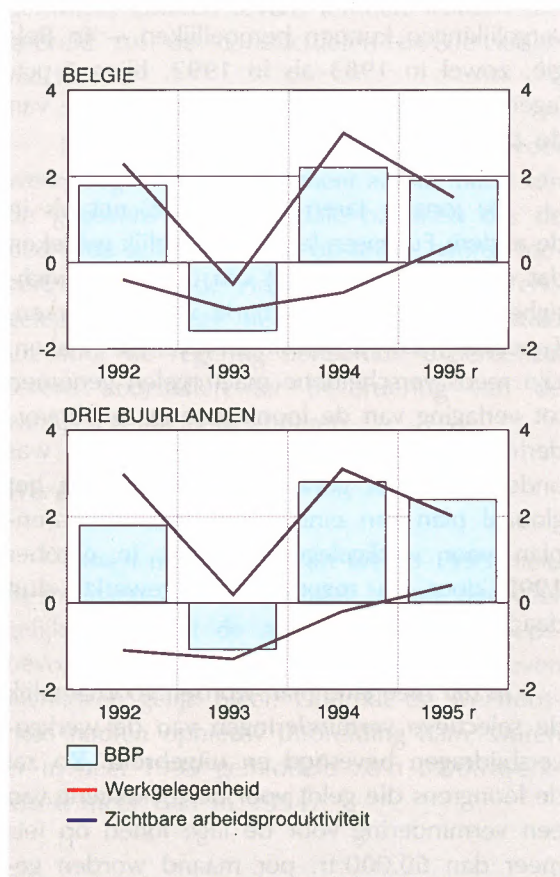 BELGIE
4 4
2 2
0 0
-2 -2
1992 1993 1994 1995 r
DRIE BUURLANDEN
4 4
2 2
0 0
-2 -2
1992 1993 1994 1995 r
BBP
Werkgelegenheid
Zichtbare arbeidsproduktiviteit